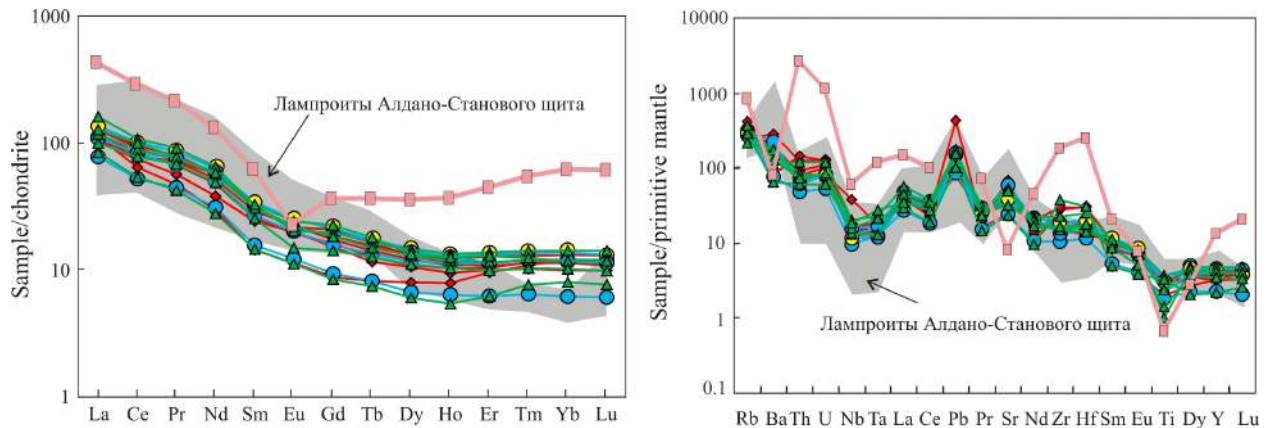 1000
100
10
1
Sample/chondrite
Лампроиты Алдано-Станового щита
La Ce Pr Nd Sm Eu Gd Tb Dy Ho Er Tm Yb Lu
10000
1000
100
10
1
0.1
Sample/primitive mantle
Лампроиты Алдано-Станового щита
Rb Ba Th U Nb Ta La Ce Pb Pr Sr Nd Zr Hf Sm Eu Ti Dy Y Lu